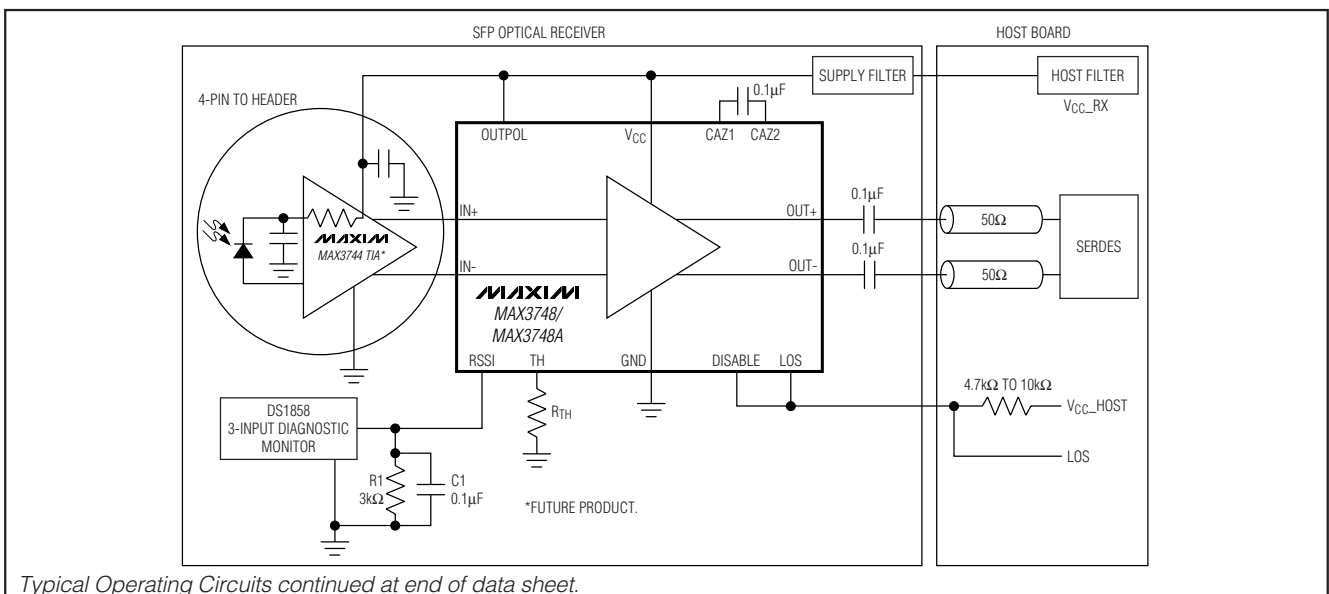 SFP OPTICAL RECEIVER
HOST BOARD
SUPPLY FILTER
HOST FILTER
VCC_RX
4-PIN TO HEADER
0.1µF
OUTPOL
VCC
CAZ1
CAZ2
0.1µF
IN+
OUT+
50Ω
MAXIM
MAX3744 TIA*
SERDES
0.1µF
IN-
OUT-
50Ω
MAXIM
MAX3748/
MAX3748A
RSSI
TH
GND
DISABLE
LOS
4.7kΩ TO 10kΩ
VCC_HOST
RTH
DS1858
3-INPUT DIAGNOSTIC
MONITOR
LOS
R1
3kΩ
C1
0.1µF
*FUTURE PRODUCT.
Typical Operating Circuits continued at end of data sheet.